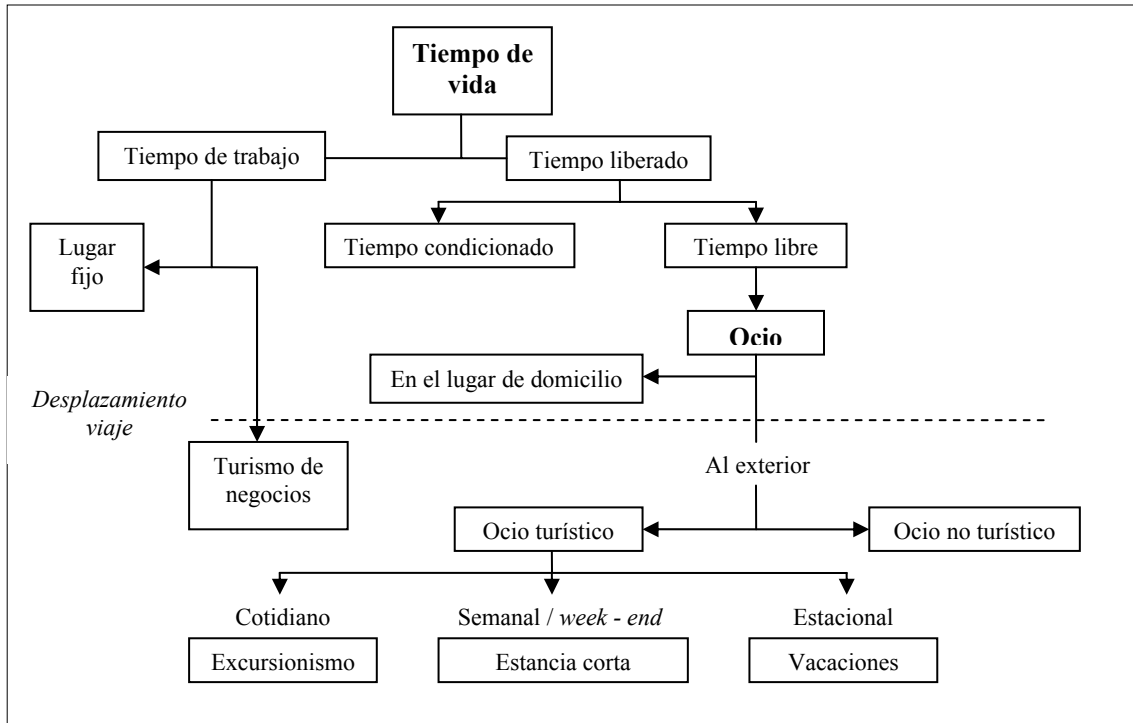 Tiempo de
vida
Tiempo de trabajo
Tiempo liberado
Lugar
fijo
Tiempo condicionado
Tiempo libre
Ocio
En el lugar de domicilio
Desplazamiento
viaje
Turismo de
negocios
Al exterior
Ocio turístico
Ocio no turístico
Cotidiano
Semanal / week - end
Estacional
Excursionismo
Estancia corta
Vacaciones